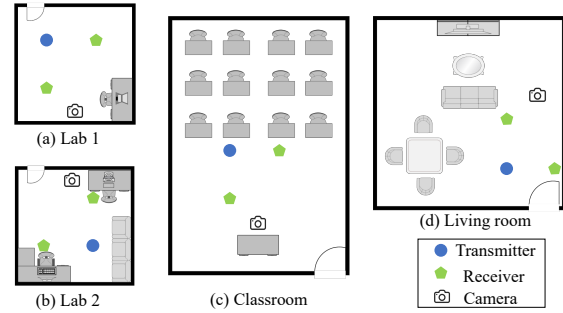 (a) Lab 1
(b) Lab 2
(c) Classroom
(d) Living room
Transmitter
Receiver
Camera